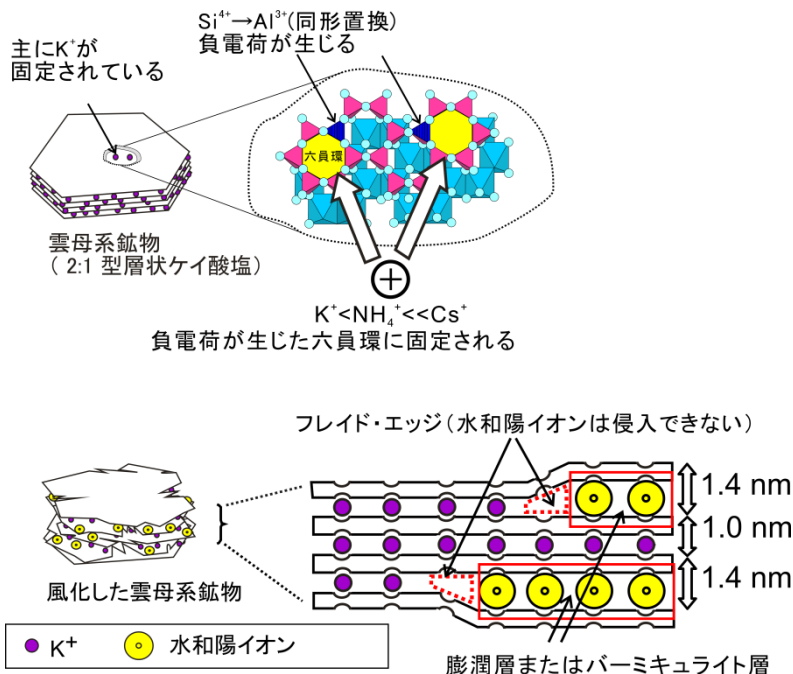 主にK⁺が
固定されている
Si⁴⁺→Al³⁺(同形置換)
負電荷が生じる
六員環
雲母系鉱物
( 2:1 型層状ケイ酸塩)
K⁺<NH₄⁺<<Cs⁺
負電荷が生じた六員環に固定される
フレイド・エッジ(水和陽イオンは侵入できない)
1.4 nm
1.0 nm
1.4 nm
風化した雲母系鉱物
K⁺
水和陽イオン
膨潤層またはバーミキュライト層